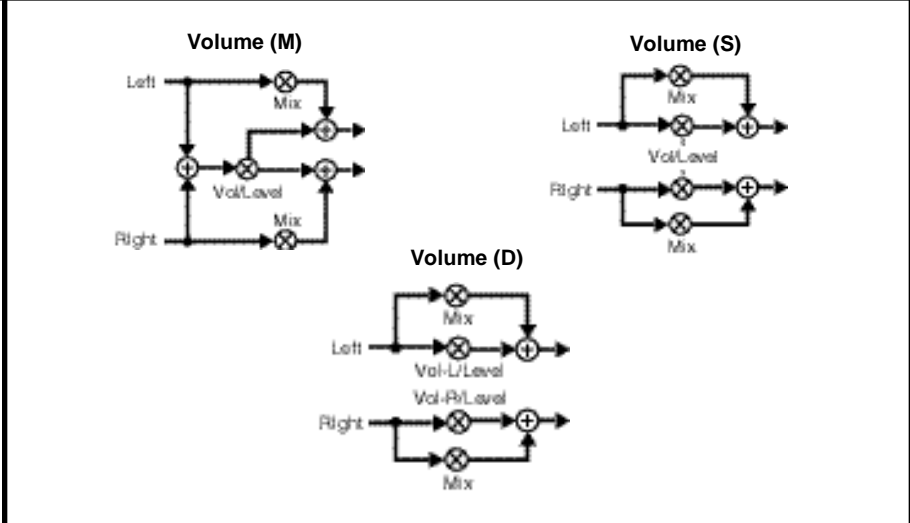 Volume (M)
Left
Mix
Vol/Level
Mix
Right
Volume (S)
Mix
Left
Vol/Level
Right
Mix
Volume (D)
Mix
Left
Vol-L/Level
Vol-R/Level
Right
Mix